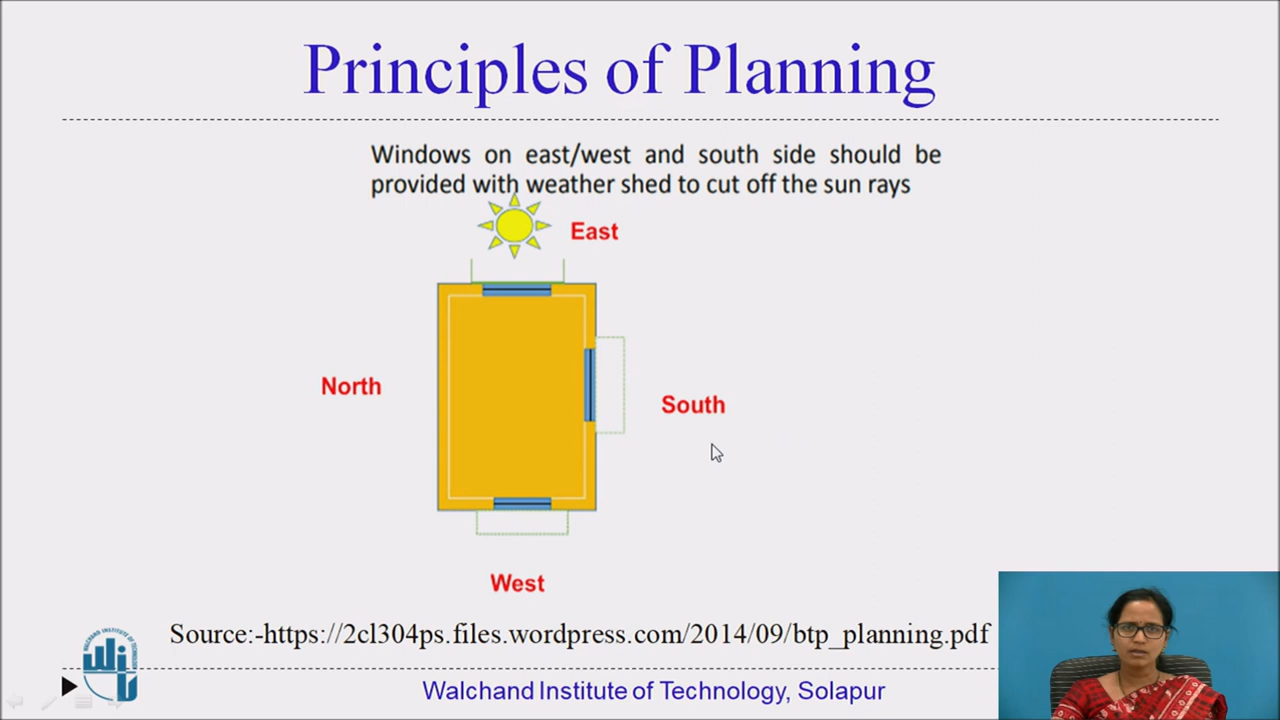 Principles of Planning
Windows on east/west and south side should be
provided with weather shed to cut off the sun rays
East
North
South
West
Source:-https://2cl304ps.files.wordpress.com/2014/09/btp_planning.pdf
WIT
Walchand Institute of Technology, Solapur